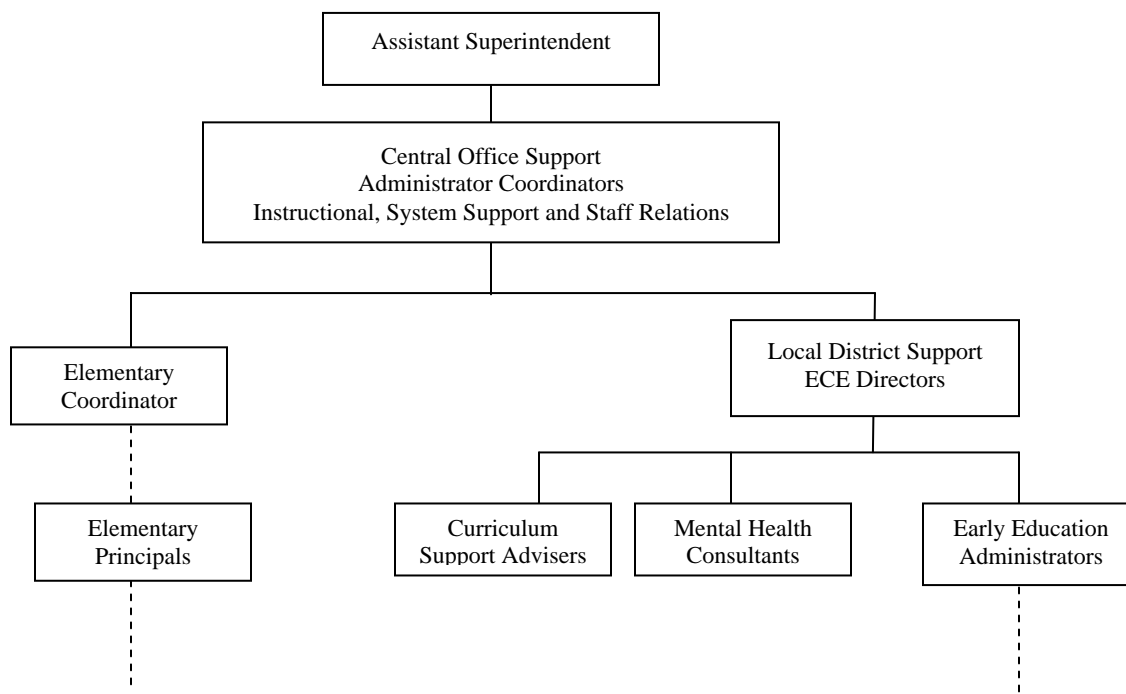 Assistant Superintendent
Central Office Support
Administrator Coordinators
Instructional, System Support and Staff Relations
Elementary
Coordinator
Local District Support
ECE Directors
Elementary
Principals
Curriculum
Support Advisers
Mental Health
Consultants
Early Education
Administrators